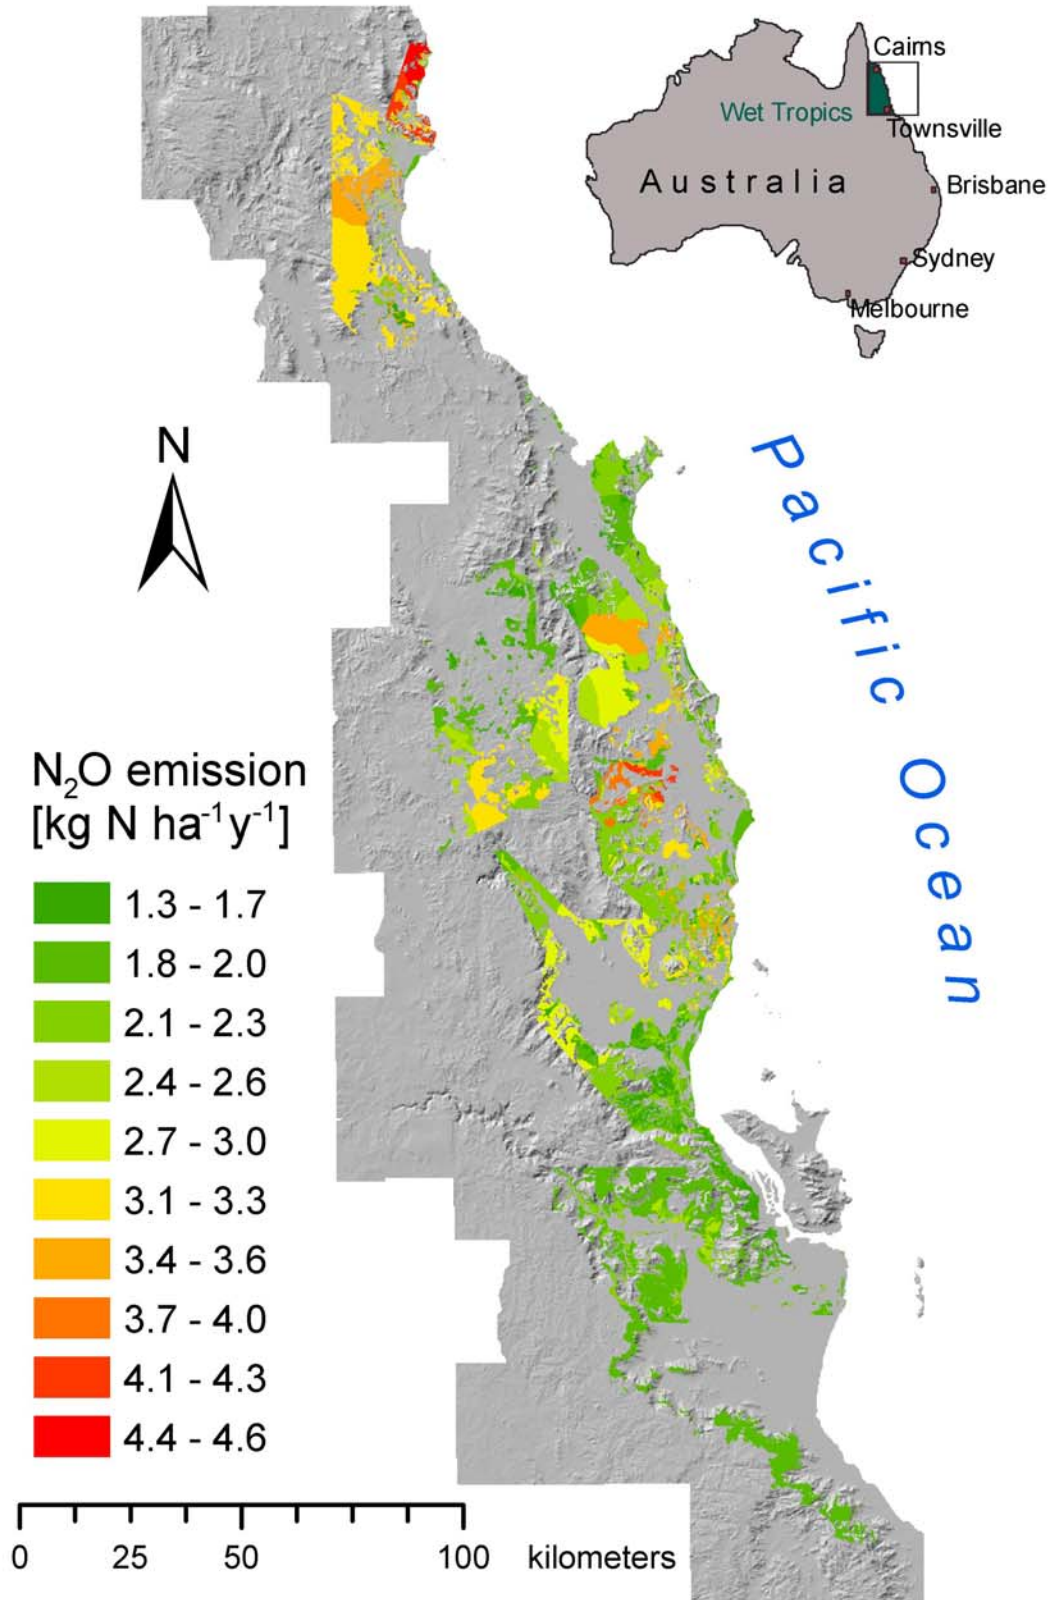 Cairns
Wet Tropics
Townsville
Australia
Brisbane
Sydney
Melbourne
N
Pacific Ocean
N₂O emission
[kg N ha⁻¹y⁻¹]
1.3 - 1.7
1.8 - 2.0
2.1 - 2.3
2.4 - 2.6
2.7 - 3.0
3.1 - 3.3
3.4 - 3.6
3.7 - 4.0
4.1 - 4.3
4.4 - 4.6
0 25 50 100 kilometers